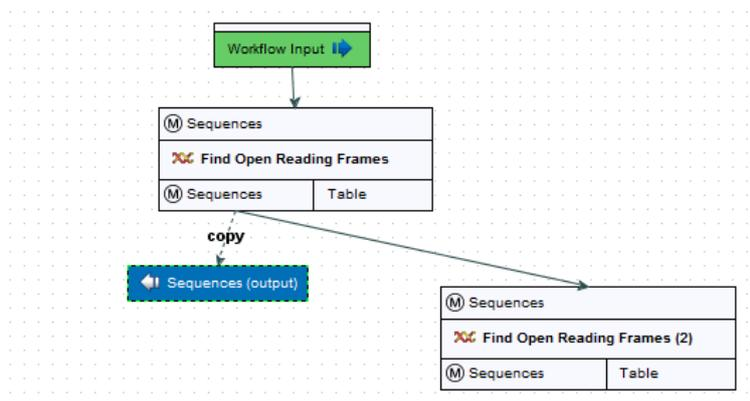 Workflow Input
M Sequences
Find Open Reading Frames
M Sequences Table
copy
Sequences (output)
M Sequences
Find Open Reading Frames (2)
M Sequences Table